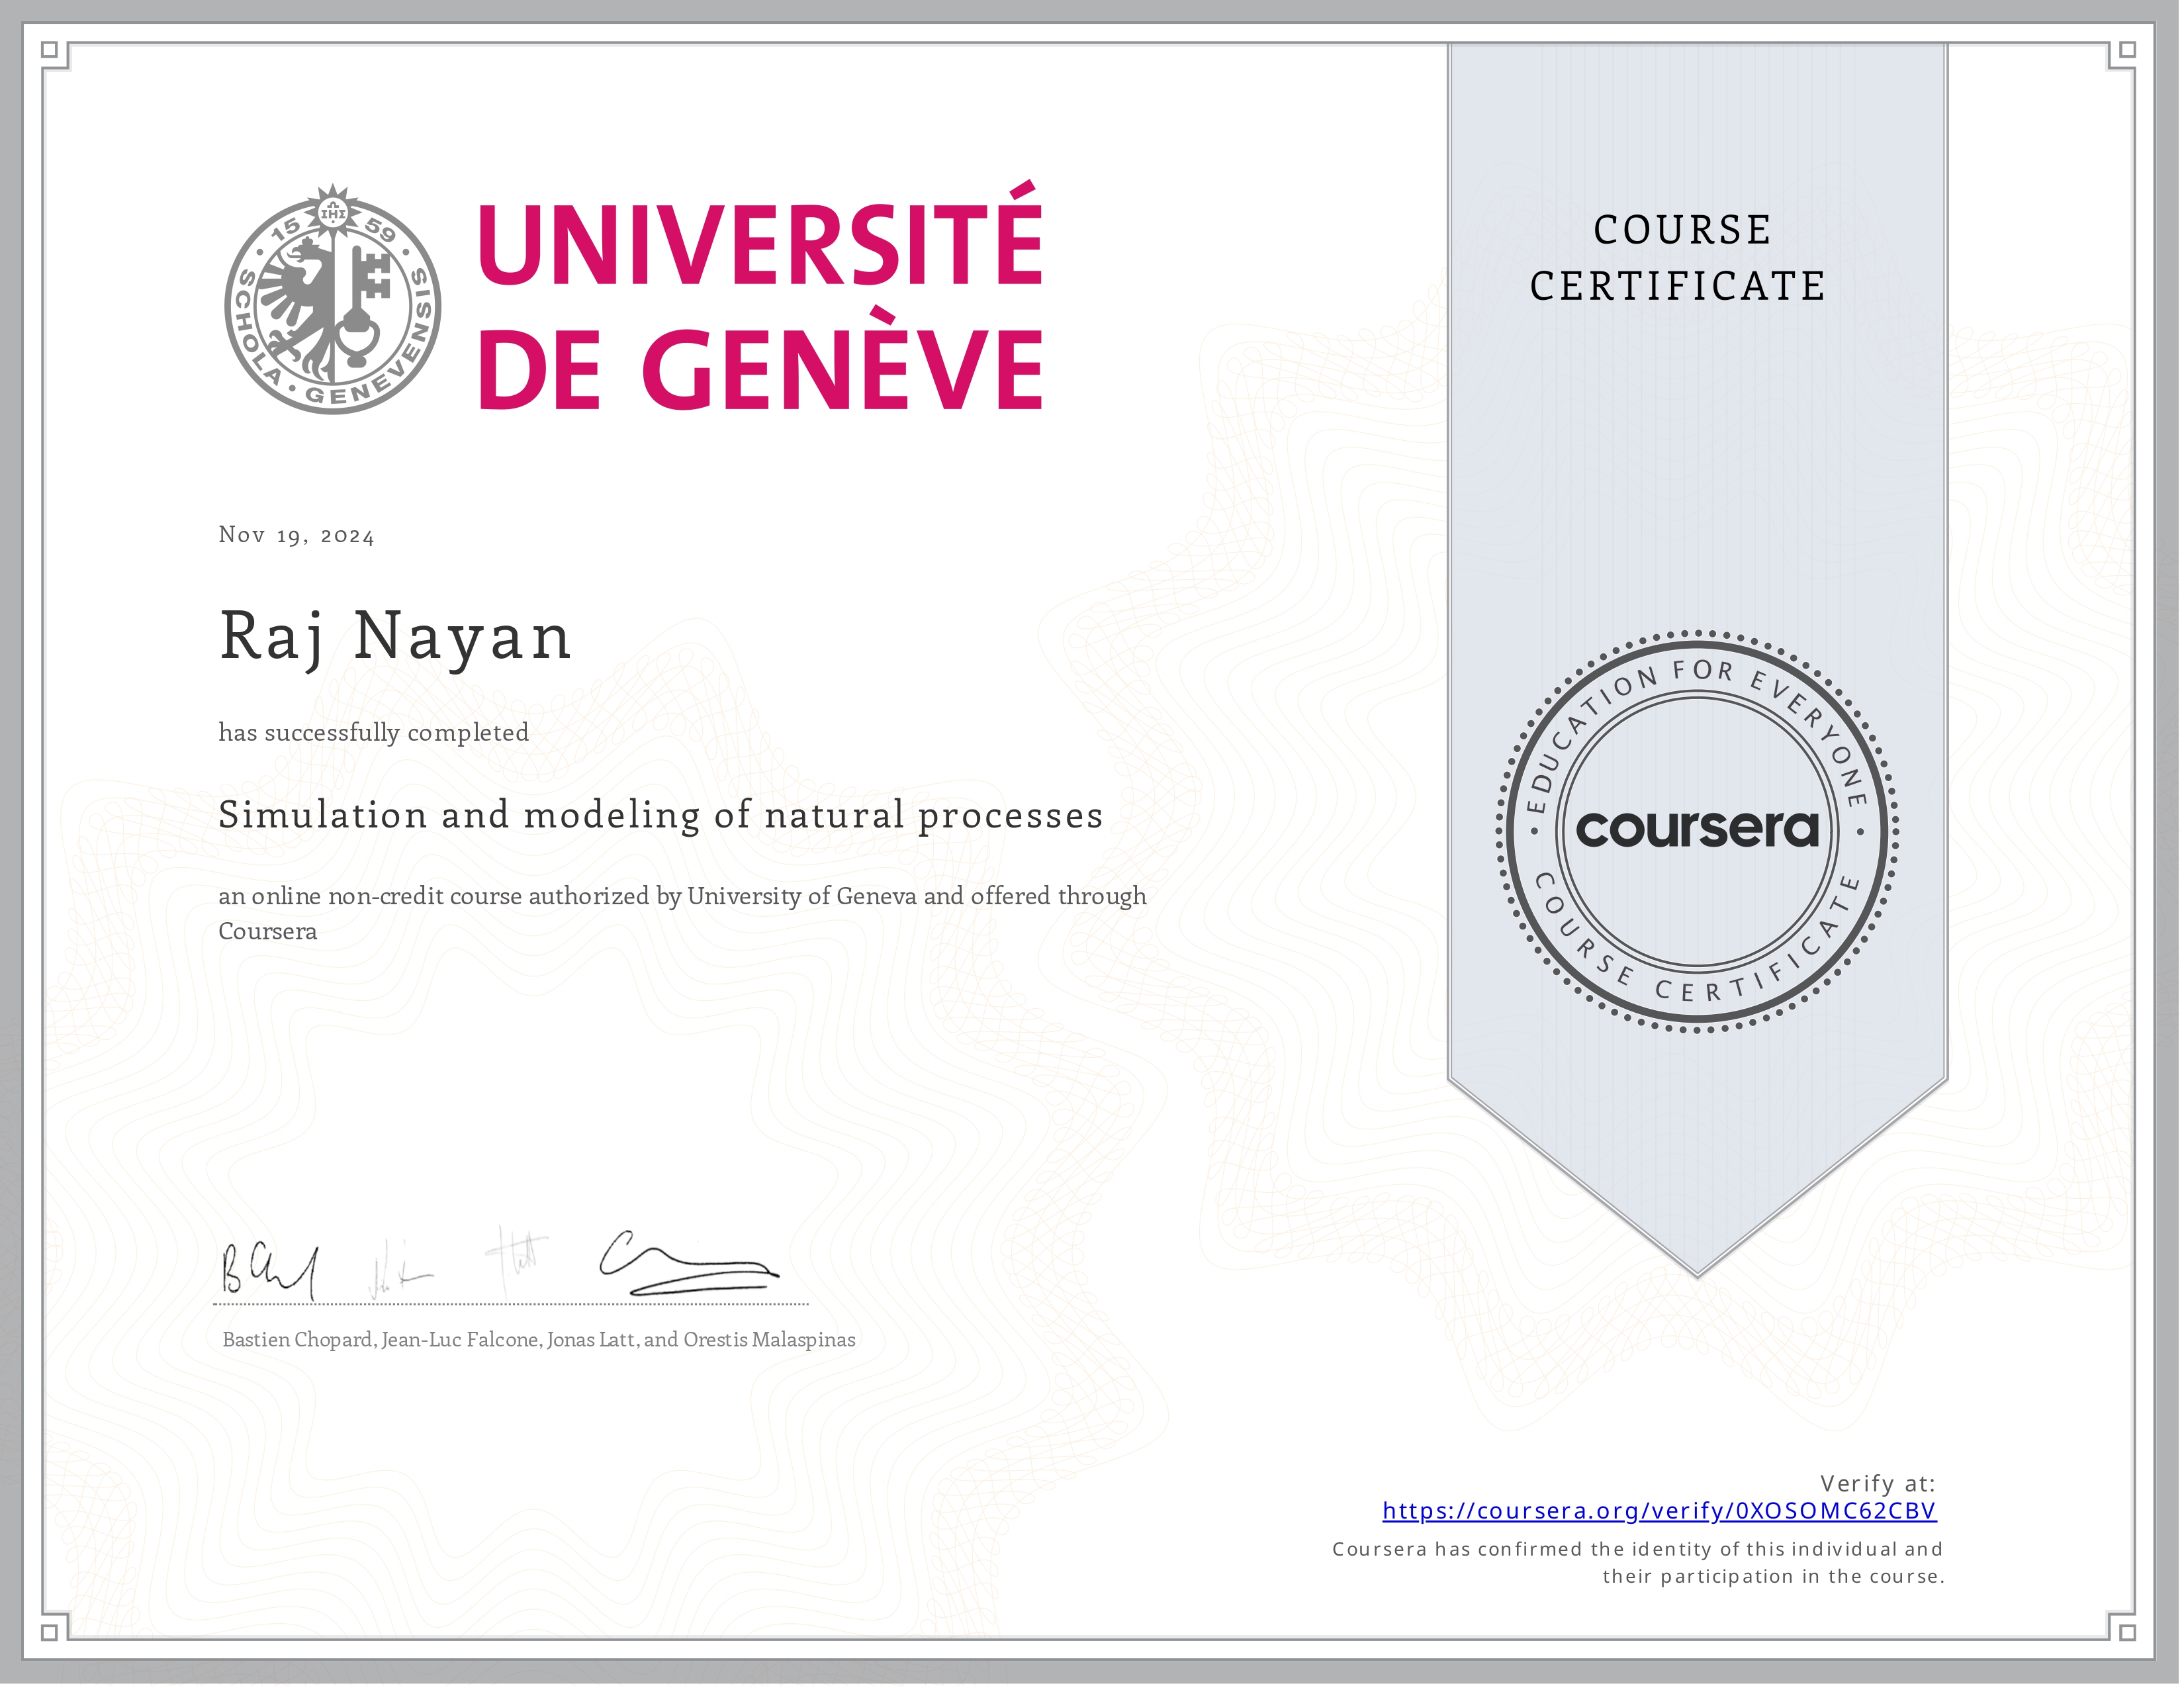 UNIVERSITÉ
DE GENÈVE
15 59
SCHOLA · GENEVENSIS
IHS
COURSE
CERTIFICATE
Nov 19, 2024
Raj Nayan
has successfully completed
Simulation and modeling of natural processes
an online non-credit course authorized by University of Geneva and offered through
Coursera
EDUCATION FOR EVERYONE
coursera
COURSE CERTIFICATE
Bastien Chopard, Jean-Luc Falcone, Jonas Latt, and Orestis Malaspinas
Verify at:
https://coursera.org/verify/0XOSOMC62CBV
Coursera has confirmed the identity of this individual and
their participation in the course.